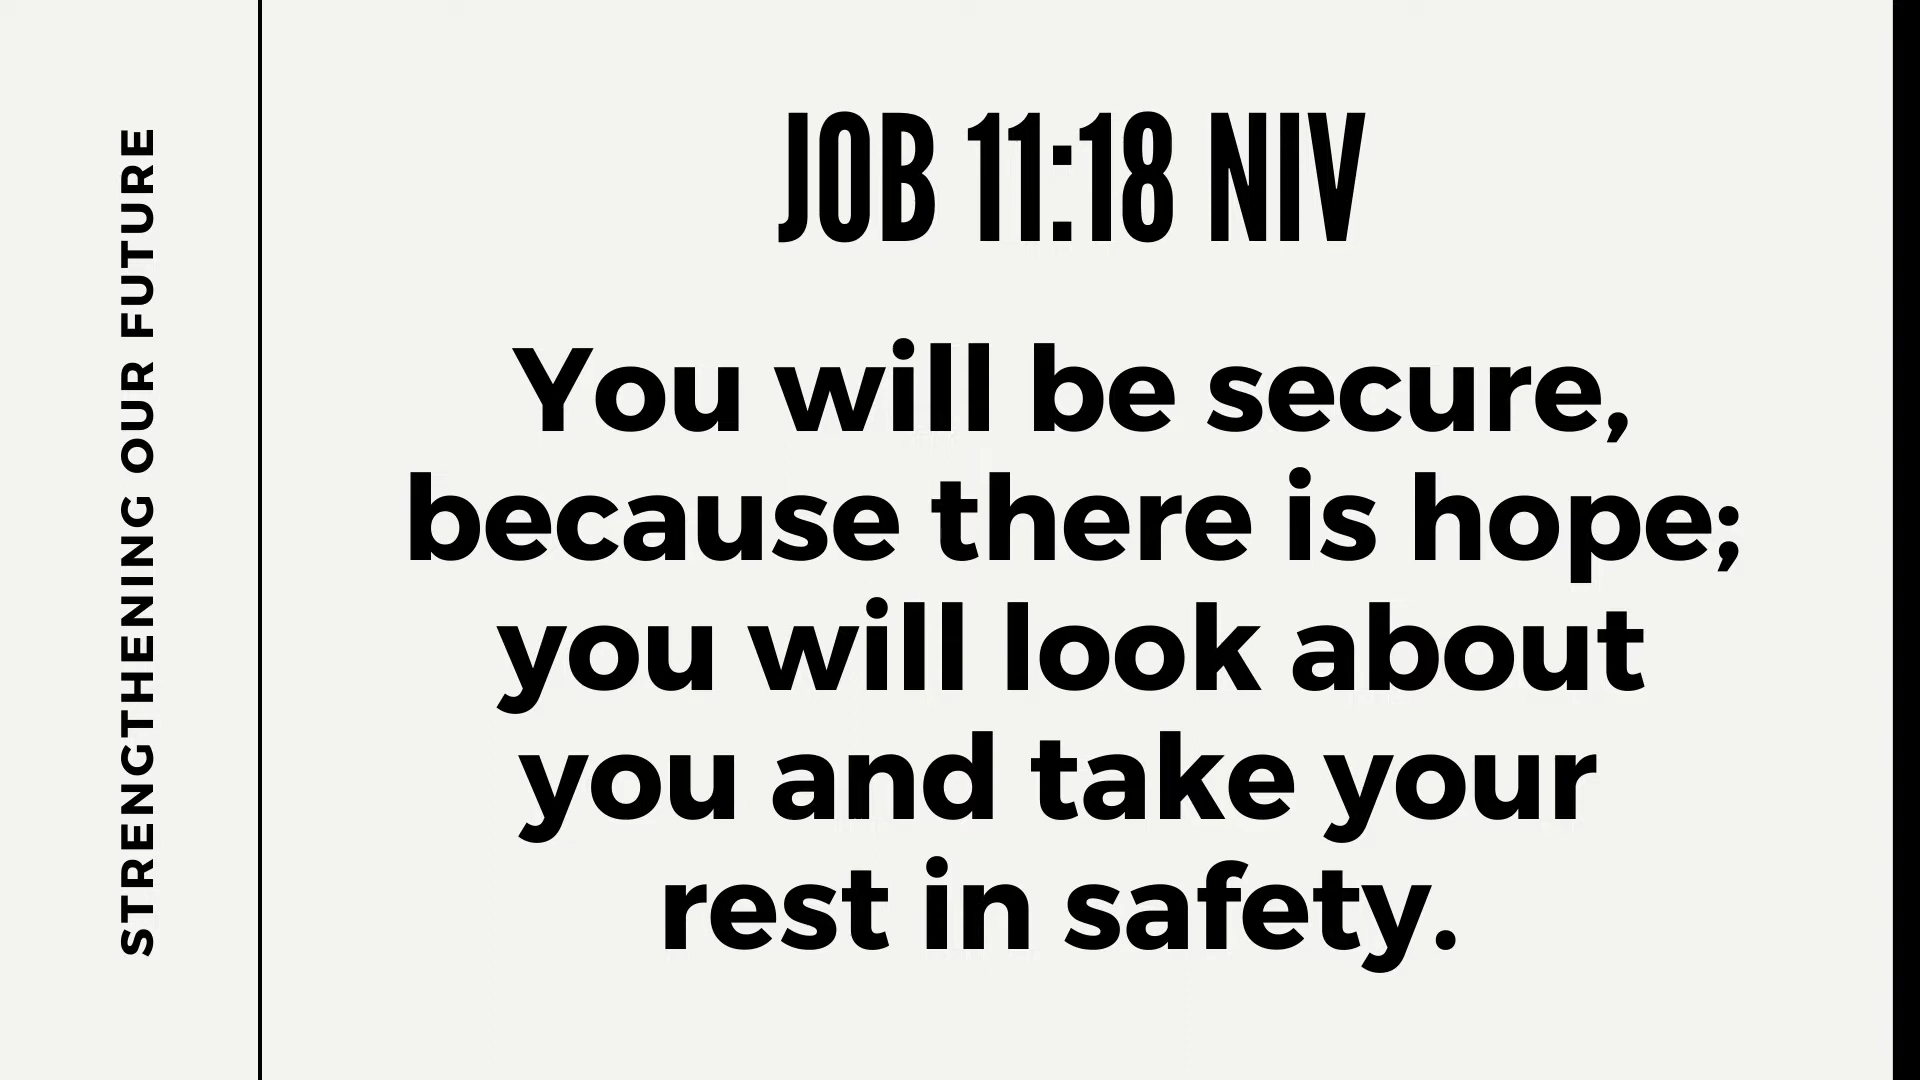 STRENGTHENING OUR FUTURE
JOB 11:18 NIV
You will be secure,
because there is hope;
you will look about
you and take your
rest in safety.